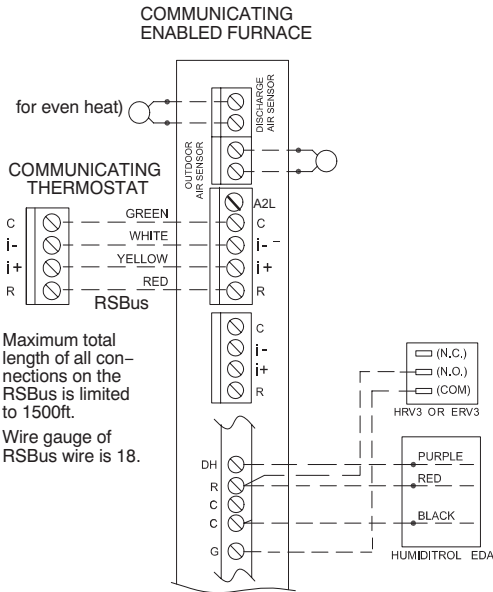 COMMUNICATING
ENABLED FURNACE
for even heat)
DISCHARGE
AIR SENSOR
OUTDOOR
AIR SENSOR
COMMUNICATING
THERMOSTAT
A2L
C
GREEN
C
i-
WHITE
i-
i+
YELLOW
i+
R
RED
R
RSBus
C
i-
i+
R
Maximum total
length of all con-
nections on the
RSBus is limited
to 1500ft.
Wire gauge of
RSBus wire is 18.
(N.C.)
(N.O.)
(COM)
HRV3 OR ERV3
DH
PURPLE
R
RED
C
C
BLACK
G
HUMIDITROL EDA